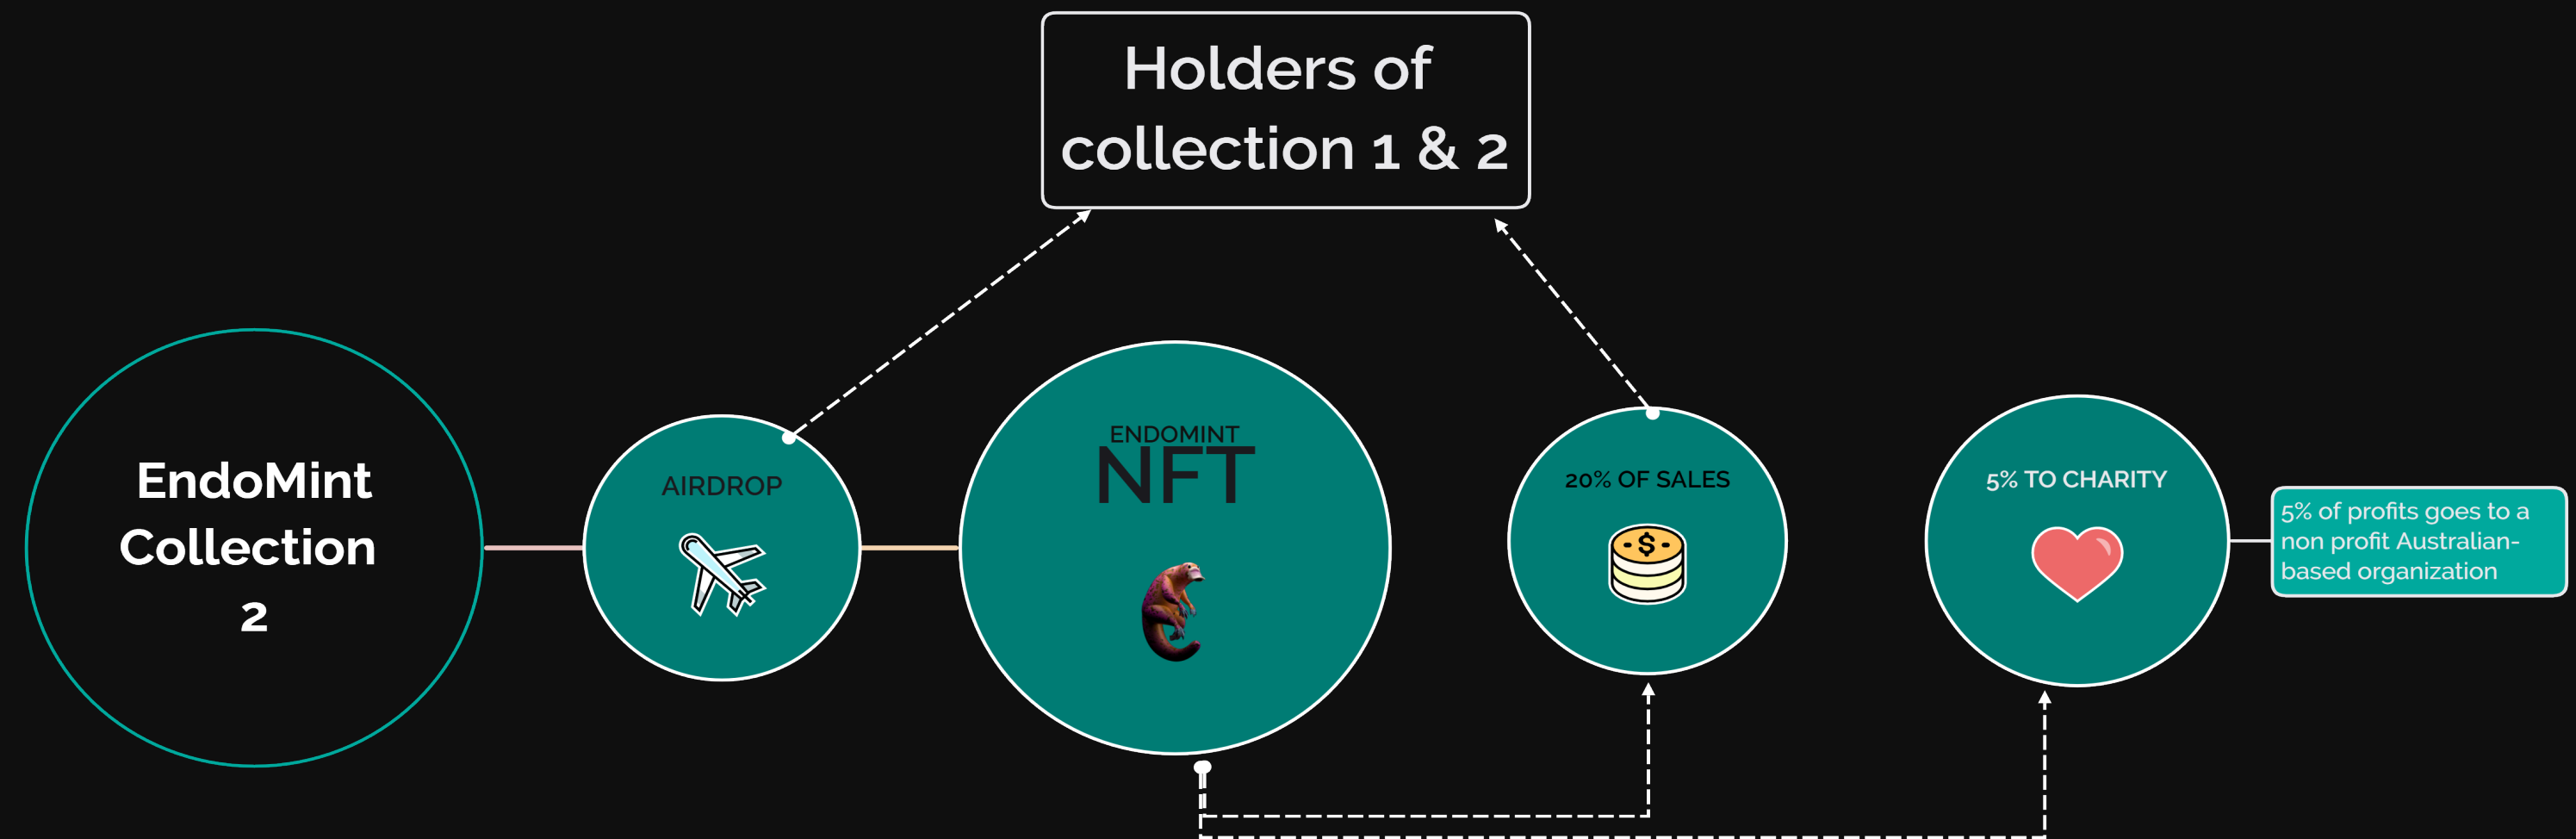 Holders of
collection 1 & 2
EndoMint
Collection
2
AIRDROP
ENDOMINT
NFT
20% OF SALES
$
5% TO CHARITY
5% of profits goes to a
non profit Australian-
based organization